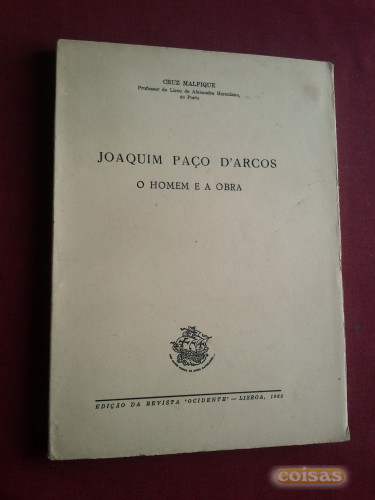 CRUZ MALPIQUE
Professor do Liceu de Alexandre Herculano,
no Porto
JOAQUIM PAÇO D'ARCOS
O HOMEM E A OBRA
EDIÇÃO DA REVISTA 'OCIDENTE' — LISBOA,
coisas